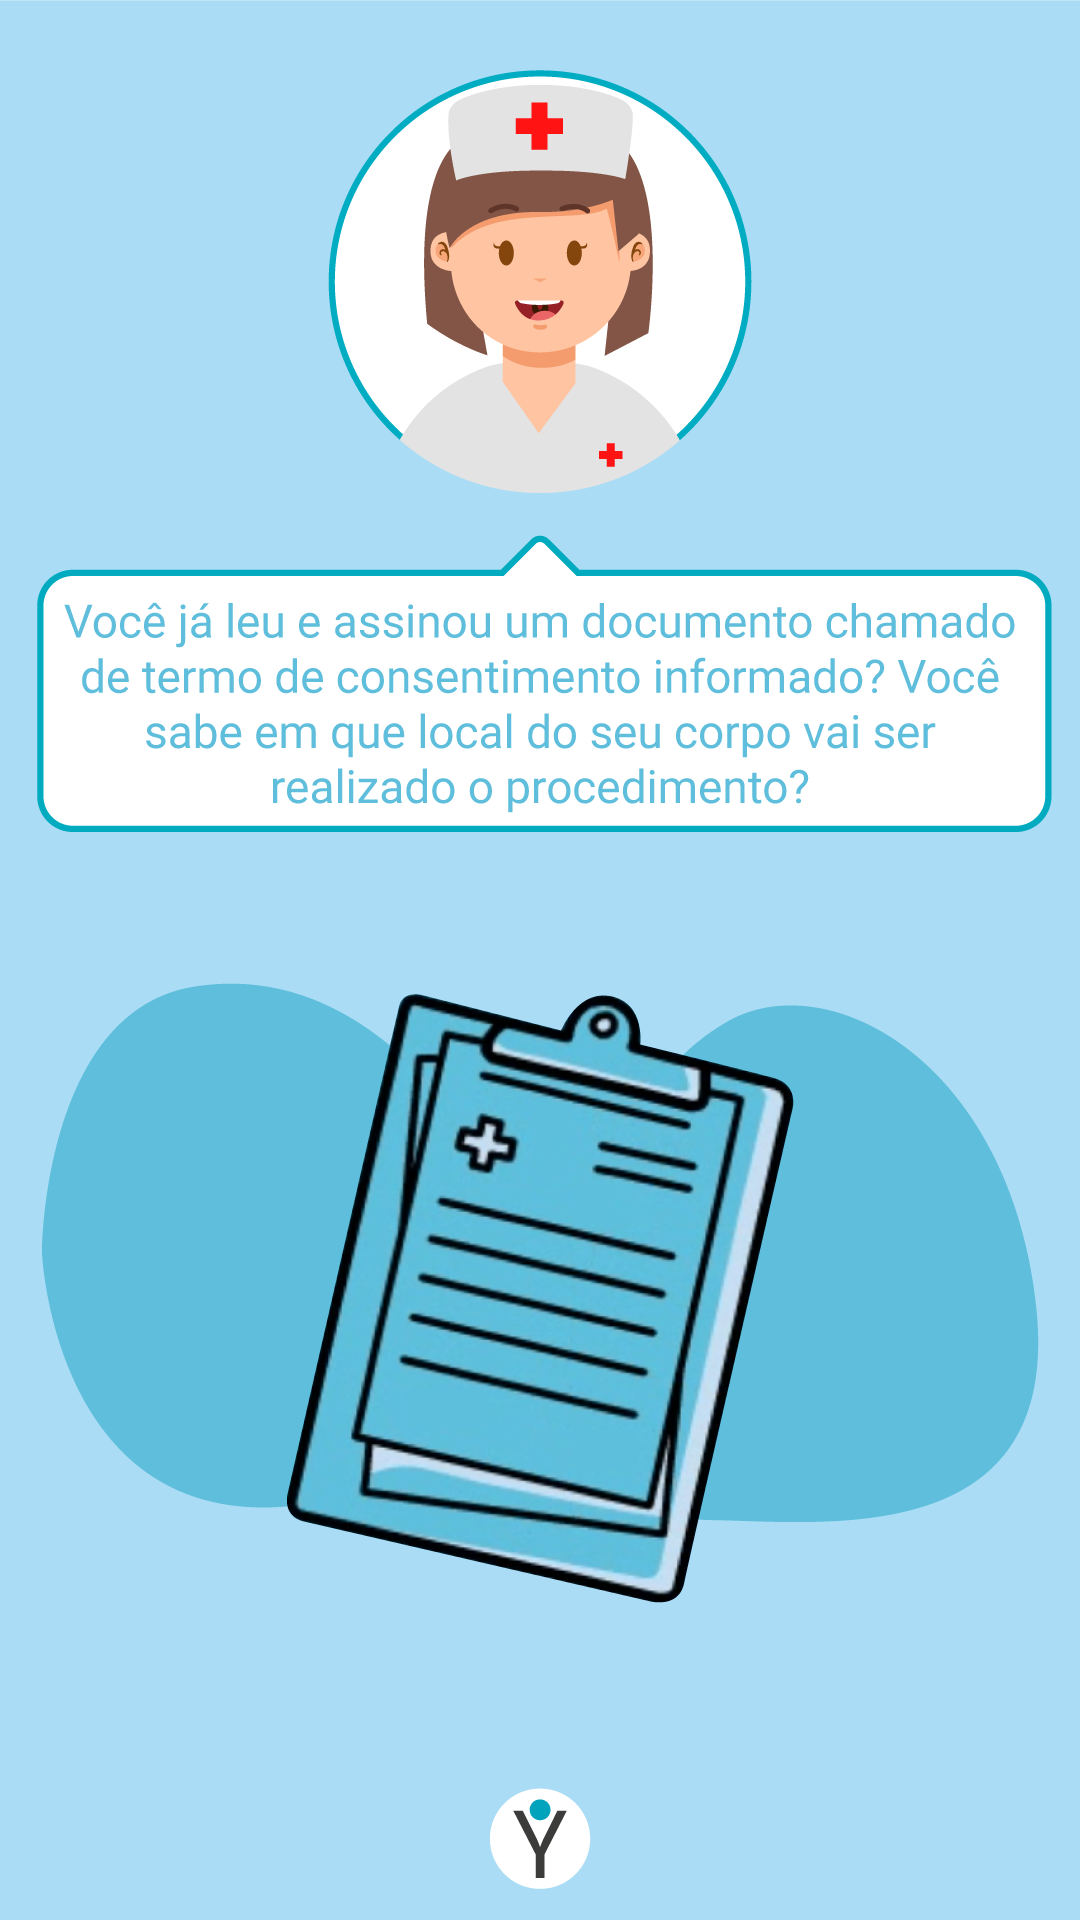 Você já leu e assinou um documento chamado
de termo de consentimento informado? Você
sabe em que local do seu corpo vai ser
realizado o procedimento?